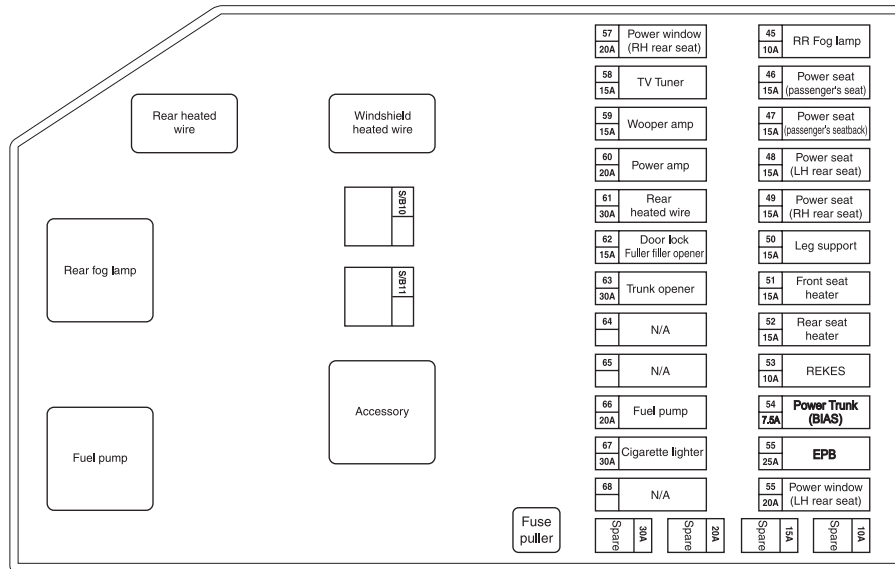 Rear heated
wire
Windshield
heated wire
S/B10
S/B11
Rear fog lamp
Accessory
Fuel pump
Fuse
puller
57
20A
Power window
(RH rear seat)
58
15A
TV Tuner
59
15A
Wooper amp
60
20A
Power amp
61
30A
Rear
heated wire
62
15A
Door lock
Fuller filler opener
63
30A
Trunk opener
64
N/A
65
N/A
66
20A
Fuel pump
67
30A
Cigarette lighter
68
N/A
45
10A
RR Fog lamp
46
15A
Power seat
(passenger's seat)
47
15A
Power seat
(passenger's seatback)
48
15A
Power seat
(LH rear seat)
49
15A
Power seat
(RH rear seat)
50
15A
Leg support
51
15A
Front seat
heater
52
15A
Rear seat
heater
53
10A
REKES
54
7.5A
Power Trunk
(BIAS)
55
25A
EPB
55
20A
Power window
(LH rear seat)
Spare
30A
Spare
20A
Spare
15A
Spare
10A